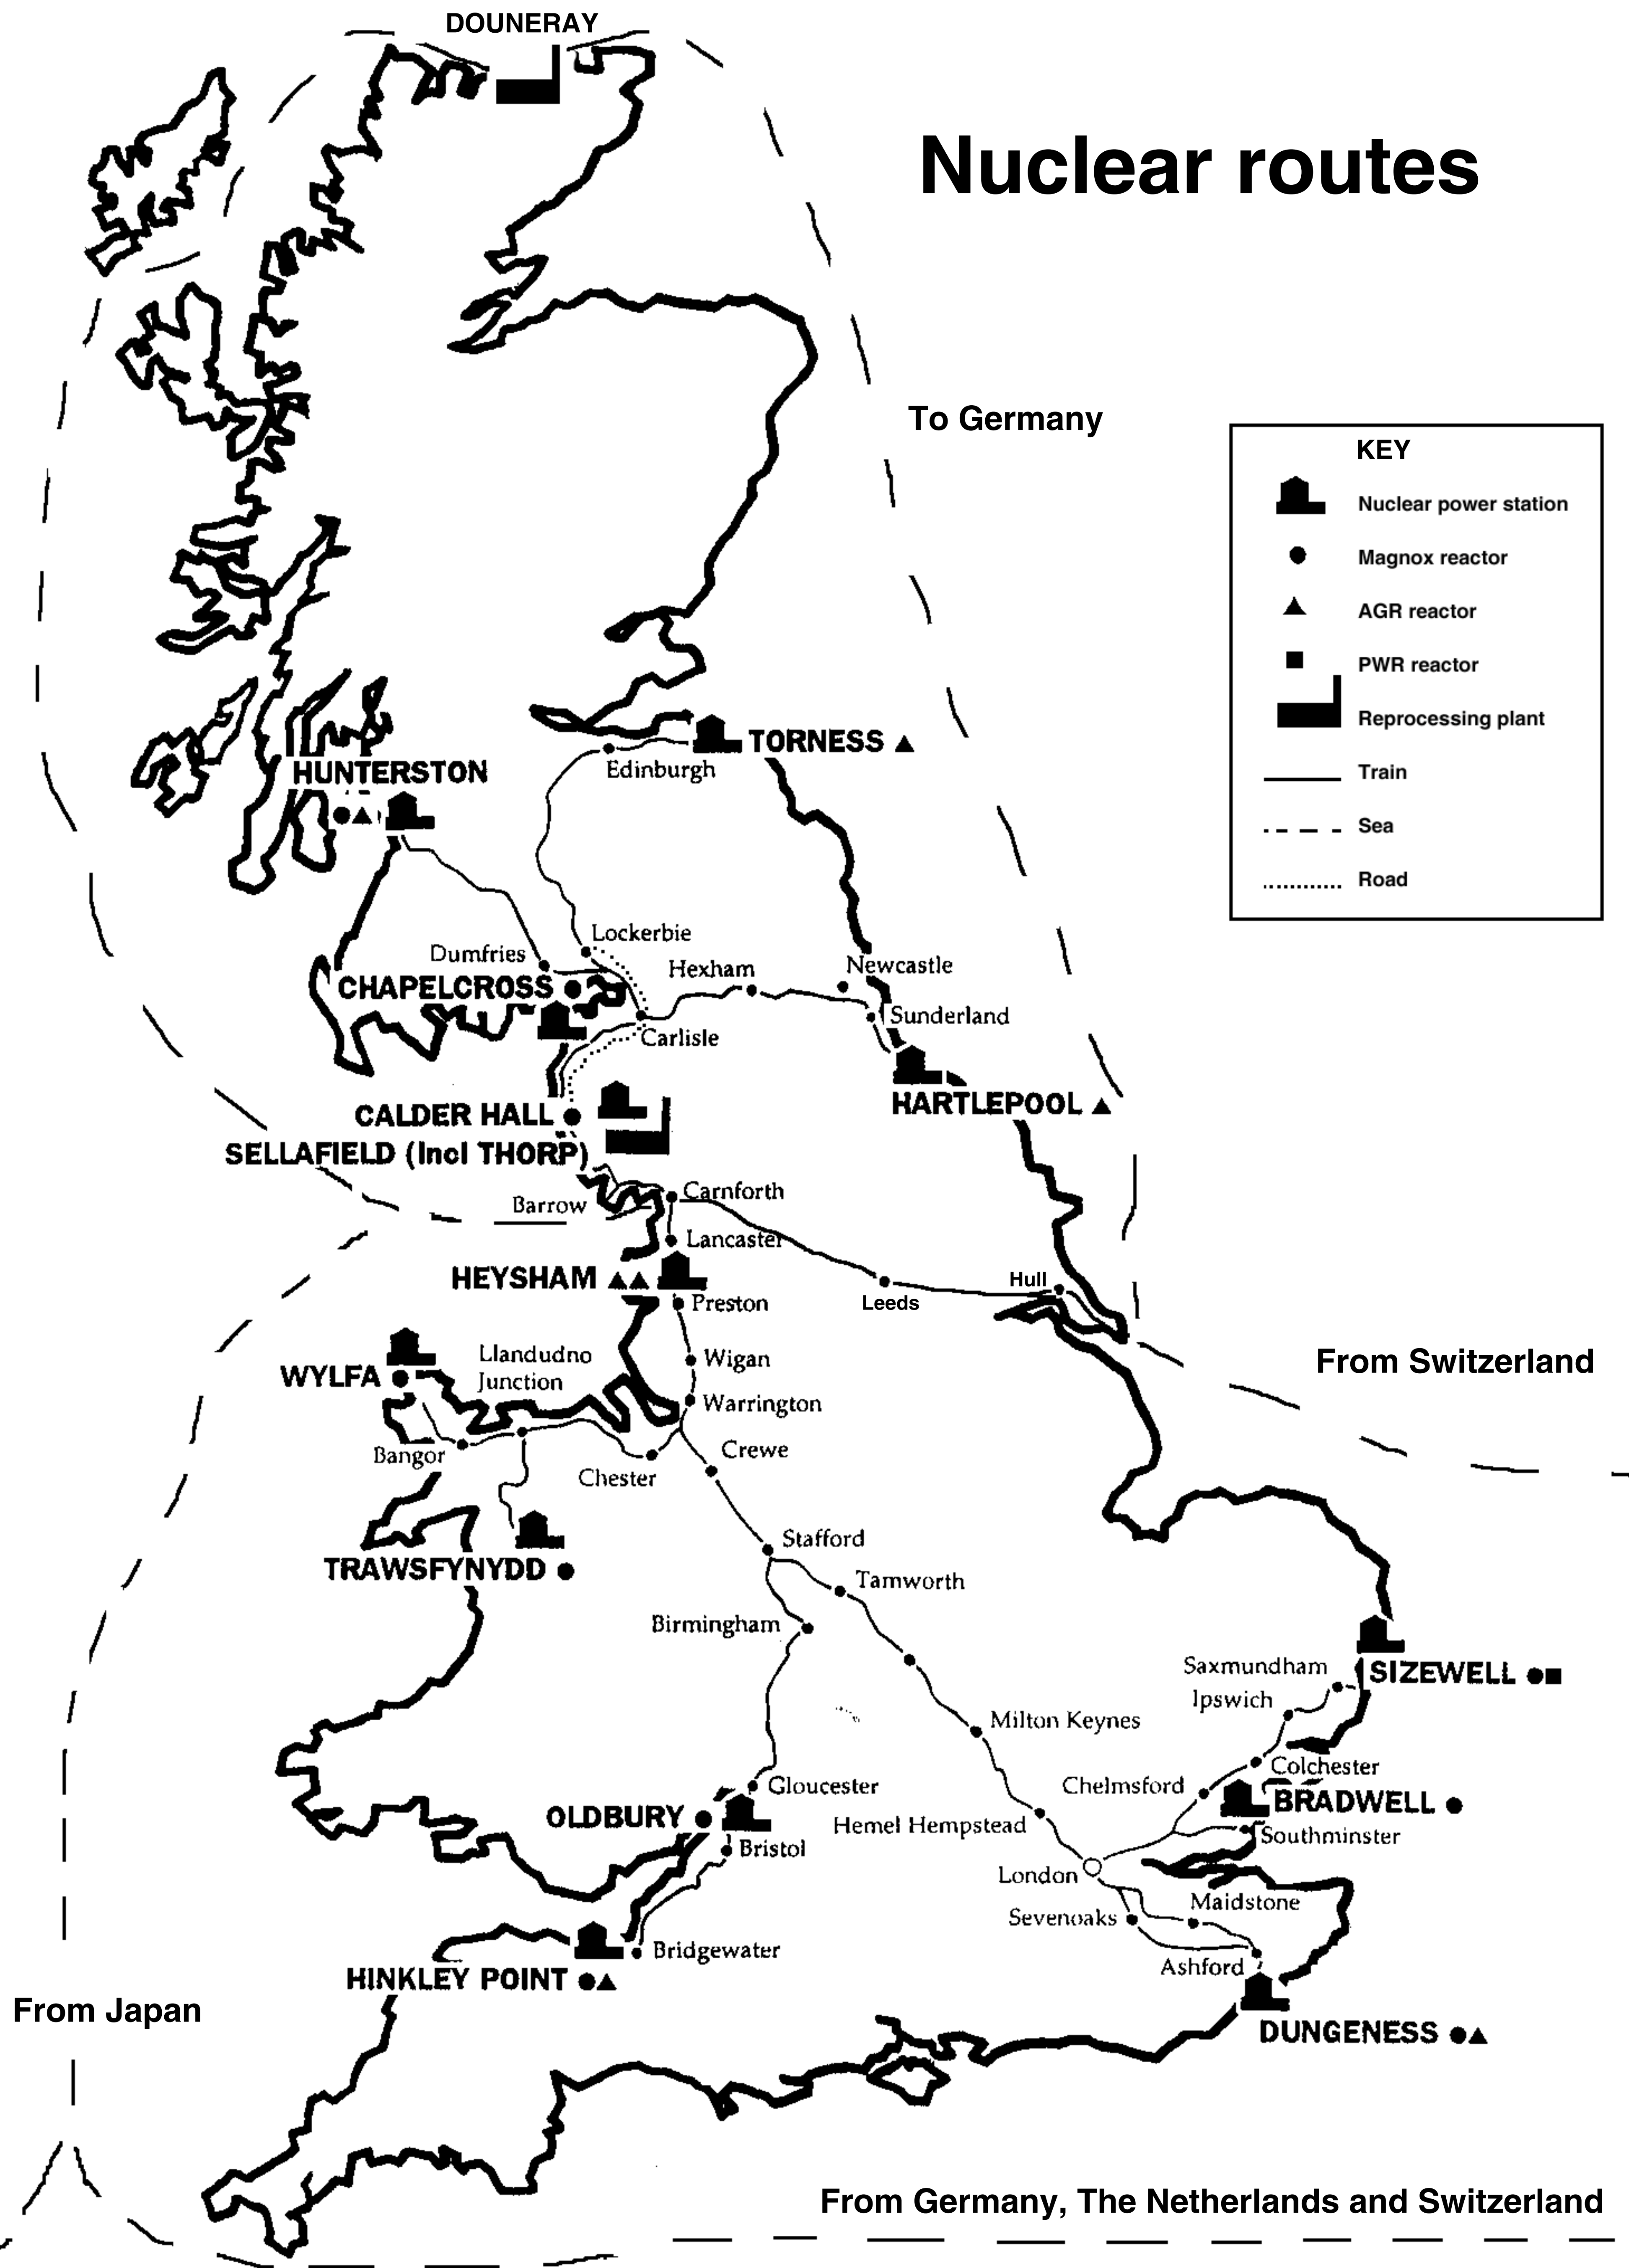 DOUNERAY
Nuclear routes
To Germany
KEY
Nuclear power station
Magnox reactor
AGR reactor
PWR reactor
Reprocessing plant
Train
Sea
Road
TORNESS
Edinburgh
HUNTERSTON
Lockerbie
Dumfries
Hexham
Newcastle
CHAPELCROSS
Sunderland
Carlisle
HARTLEPOOL
CALDER HALL
SELLAFIELD (Incl THORP)
Carnforth
Barrow
Lancaster
HEYSHAM
Hull
Leeds
Preston
From Switzerland
Llandudno
Junction
Wigan
WYLFA
Warrington
Bangor
Crewe
Chester
Stafford
TRAWSFYNYDD
Tamworth
Birmingham
Saxmundham
SIZEWELL
Ipswich
Milton Keynes
Colchester
Gloucester
Chelmsford
BRADWELL
OLDBURY
Hemel Hempstead
Southminster
Bristol
London
Maidstone
Sevenoaks
Bridgewater
Ashford
HINKLEY POINT
From Japan
DUNGENESS
From Germany, The Netherlands and Switzerland